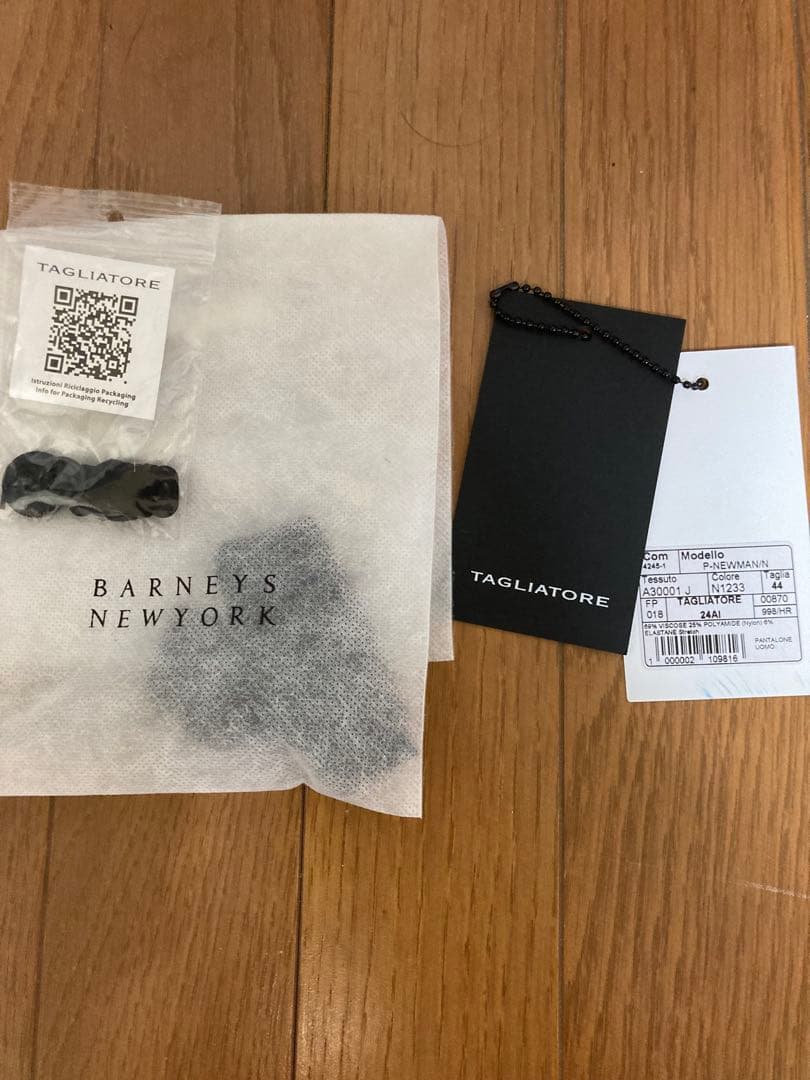 TAGLIATORE
Istruzioni Riciclaggio Packaging
Info for Packaging Recycling
BARNEYS
NEWYORK
TAGLIATORE
Com Modello
4245-1 P-NEWMAN/N
Tessuto Colore Taglia
A30001 J N1233 44
FP TAGLIATORE 00870
018 24AI 998/HR
69% VISCOSE 25% POLYAMIDE (Nylon) 6%
ELASTANE Stretch
PANTALONE
UOMO
1 000002 109816